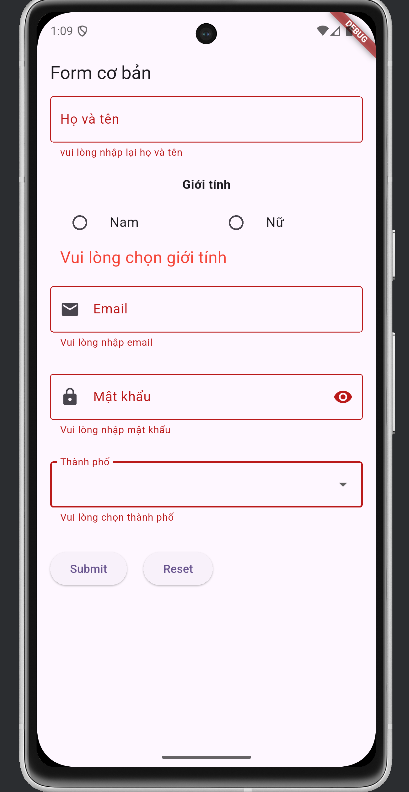 1:09
DEBUG
Form cơ bản
Họ và tên
vui lòng nhập lại họ và tên
Giới tính
Nam
Nữ
Vui lòng chọn giới tính
Email
Vui lòng nhập email
Mật khẩu
Vui lòng nhập mật khẩu
Thành phố
Vui lòng chọn thành phố
Submit
Reset